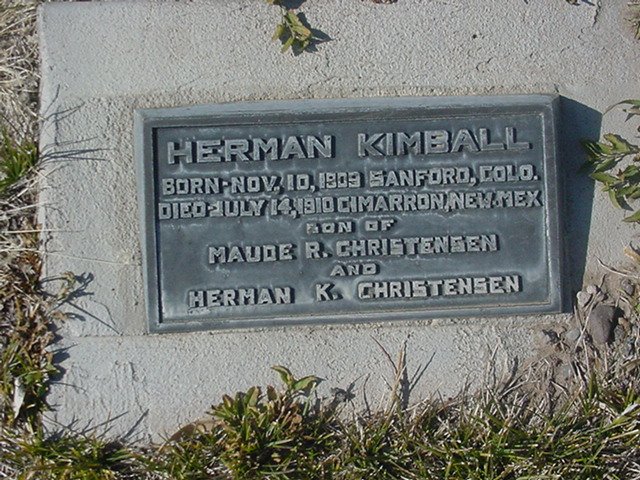 HERMAN KIMBALL
BORN-NOV. 10, 1909 SANFORD, COLO.
DIED-JULY 14, 1910 CIMARRON, NEW. MEX
SON OF
MAUDE R. CHRISTENSEN
AND
HERMAN K. CHRISTENSEN